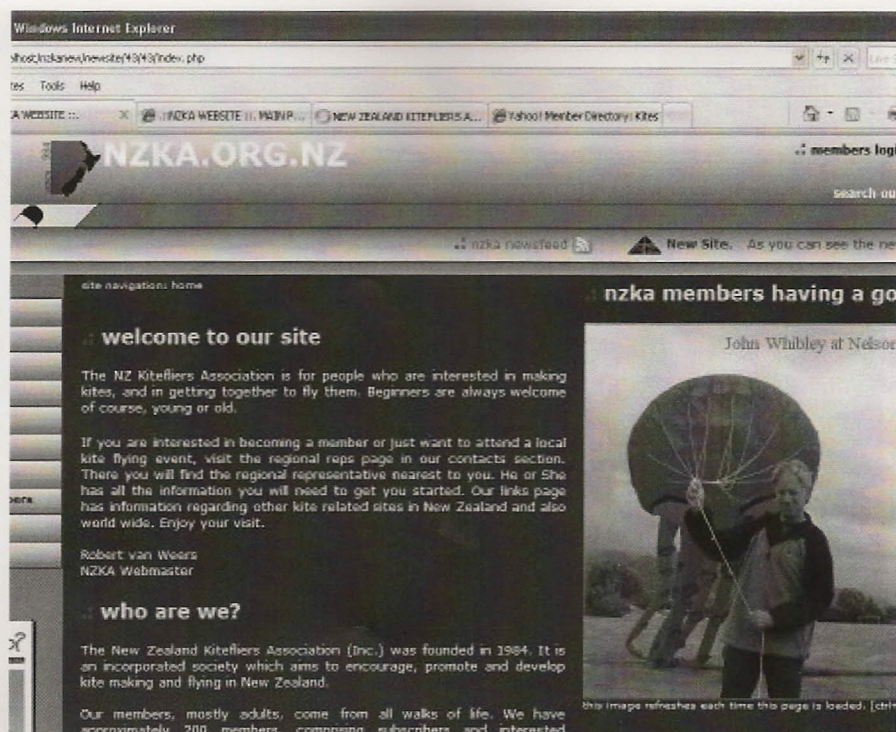 Windows Internet Explorer
lhost/nzkanew/newsite/43/43/index.php
tes Tools Help
A WEBSITE ::. .::NZKA WEBSITE ::. MAIN P... NEW ZEALAND KITEFLIERS A... Yahoo! Member Directory: Kites
NZKA.ORG.NZ
.: members logi
search ou
.: nzka newsfeed New Site. As you can see the ne
site navigation: home
.: nzka members having a go
.: welcome to our site
John Whibley at Nelson
The NZ Kitefliers Association is for people who are interested in making
kites, and in getting together to fly them. Beginners are always welcome
of course, young or old.
If you are interested in becoming a member or just want to attend a local
kite flying event, visit the regional reps page in our contacts section.
There you will find the regional representative nearest to you. He or She
has all the information you will need to get you started. Our links page
has information regarding other kite related sites in New Zealand and also
world wide. Enjoy your visit.
Robert van Weers
NZKA Webmaster
.: who are we?
The New Zealand Kitefliers Association (Inc.) was founded in 1984. It is
an incorporated society which aims to encourage, promote and develop
kite making and flying in New Zealand.
Our members, mostly adults, come from all walks of life. We have
approximately 200 members, comprising subscribers and interested
this image refreshes each time this page is loaded. [ctrl